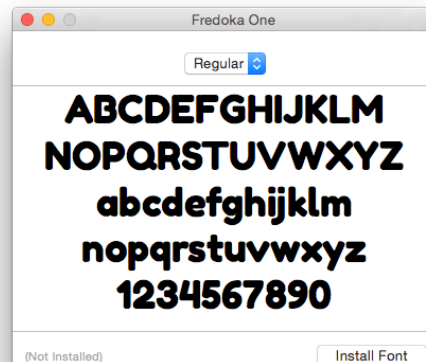 Fredoka One
Regular
ABCDEFGHIJKLM
NOPQRSTUVWXYZ
abcdefghijklm
nopqrstuvwxyz
1234567890
(Not Installed)
Install Font